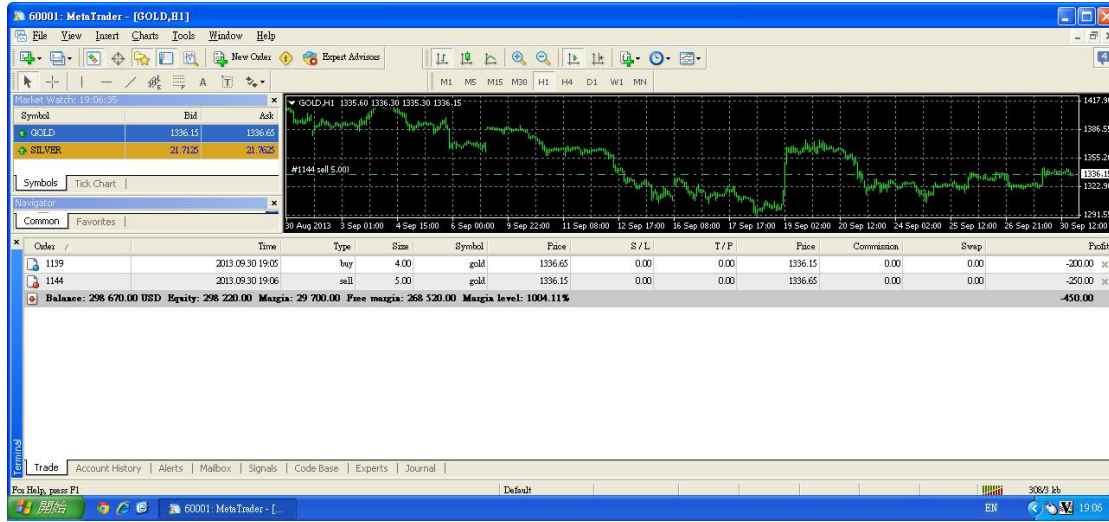 60001: MetaTrader - [GOLD,H1]
File View Insert Charts Tools Window Help
New Order Expert Advisors
A T M1 M5 M15 M30 H1 H4 D1 W1 MN
Market Watch: 19:06:35
Symbol Bid Ask
GOLD 1336.15 1336.65
SILVER 21.7125 21.7625
Symbols Tick Chart
Navigator
Common Favorites
GOLD,H1 1335.60 1336.30 1335.30 1336.15
#1144 sell 5.00
1417.90
1386.55
1355.20
1336.15
1322.90
1291.55
30 Aug 2013 3 Sep 01:00 4 Sep 15:00 6 Sep 00:00 9 Sep 22:00 11 Sep 08:00 12 Sep 17:00 16 Sep 08:00 17 Sep 17:00 19 Sep 02:00 20 Sep 12:00 24 Sep 02:00 25 Sep 12:00 26 Sep 21:00 30 Sep 12:00
Order / Time Type Size Symbol Price S / L T / P Price Commission Swap Profit
1139 2013.09.30 19:05 buy 4.00 gold 1336.65 0.00 0.00 1336.15 0.00 0.00 -200.00
1144 2013.09.30 19:06 sell 5.00 gold 1336.15 0.00 0.00 1336.65 0.00 0.00 -250.00
Balance: 298 670.00 USD Equity: 298 220.00 Margin: 29 700.00 Free margin: 268 520.00 Margin level: 1004.11% -450.00
Terminal
Trade Account History Alerts Mailbox Signals Code Base Experts Journal
For Help, press F1 Default 308/3 kb
開始 60001: MetaTrader - [... EN 19:06